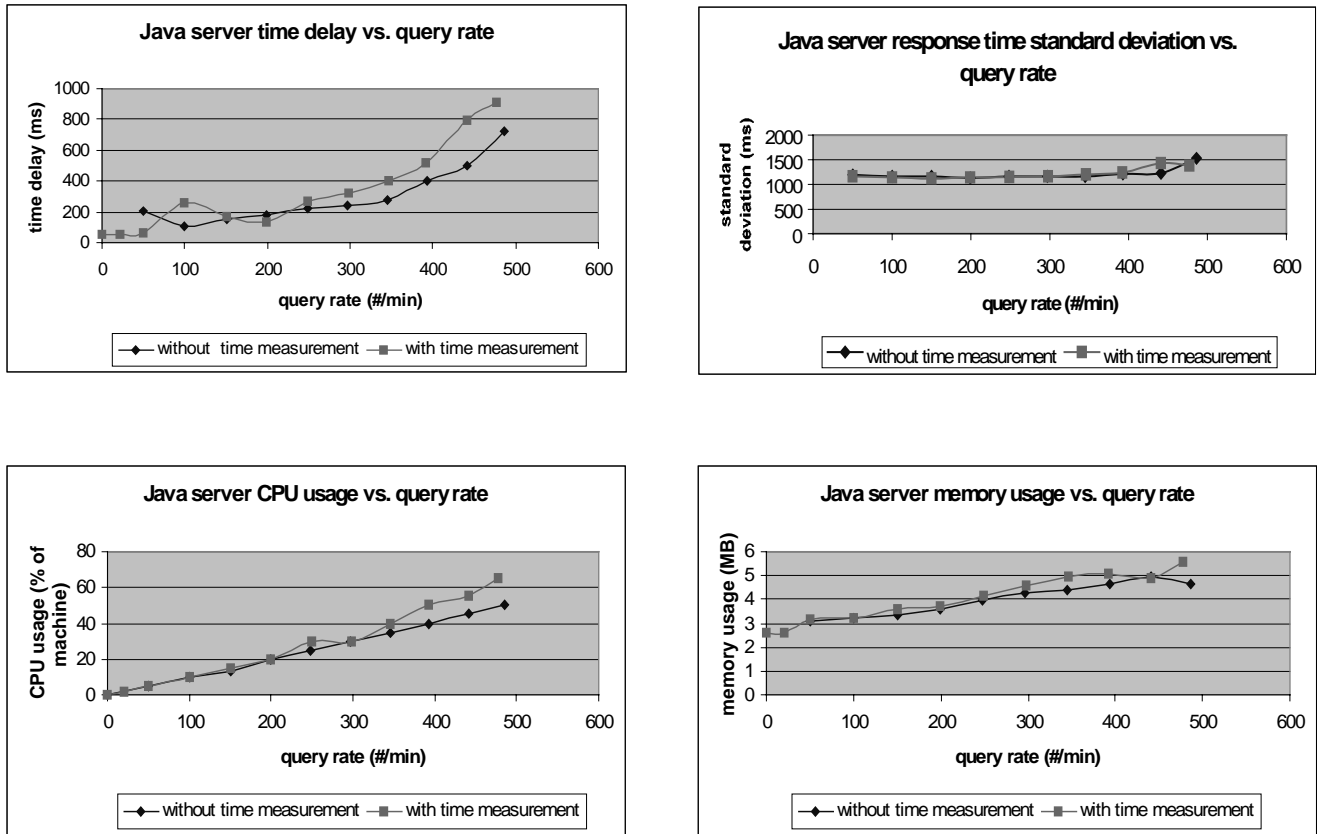 Java server time delay vs. query rate
time delay (ms)
1000
800
600
400
200
0
0 100 200 300 400 500 600
query rate (#/min)
without time measurement with time measurement
Java server response time standard deviation vs.
query rate
standard
deviation (ms)
2000
1500
1000
500
0
0 100 200 300 400 500 600
query rate (#/min)
without time measurement with time measurement
Java server CPU usage vs. query rate
CPU usage (% of
machine)
80
60
40
20
0
0 100 200 300 400 500 600
query rate (#/min)
without time measurement with time measurement
Java server memory usage vs. query rate
memory usage (MB)
6
5
4
3
2
1
0
0 100 200 300 400 500 600
query rate (#/min)
without time measurement with time measurement